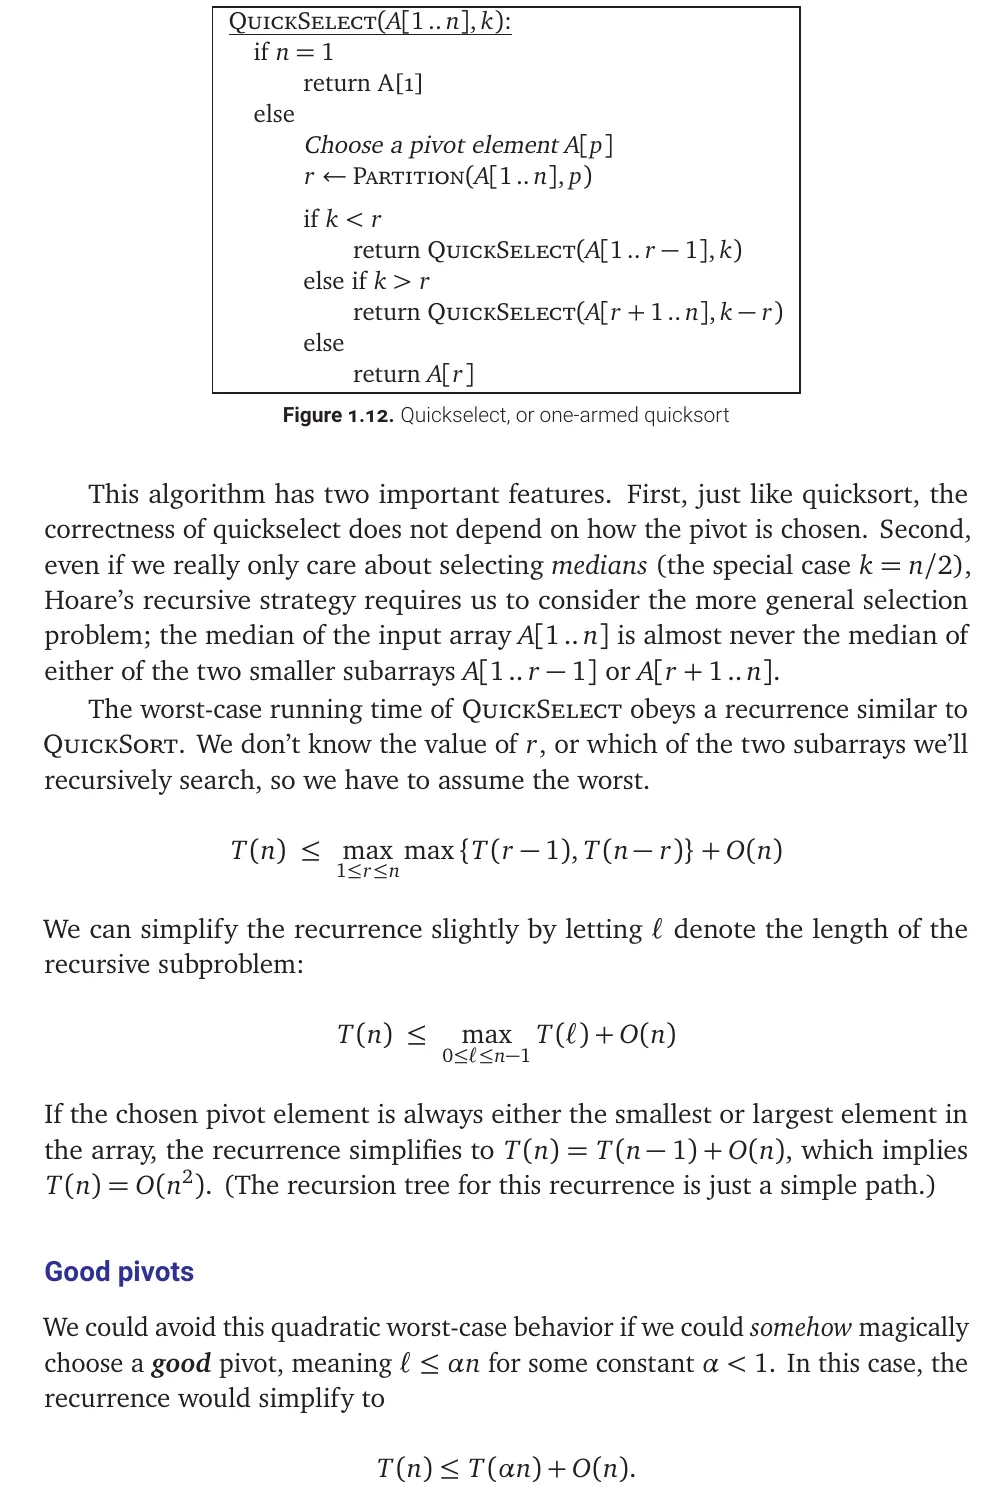 QuickSelect(A[1 .. n], k):
if n = 1
return A[1]
else
Choose a pivot element A[p]
r ← Partition(A[1 .. n], p)
if k < r
return QuickSelect(A[1 .. r − 1], k)
else if k > r
return QuickSelect(A[r + 1 .. n], k − r)
else
return A[r]
Figure 1.12. Quickselect, or one-armed quicksort
This algorithm has two important features. First, just like quicksort, the
correctness of quickselect does not depend on how the pivot is chosen. Second,
even if we really only care about selecting medians (the special case k = n/2),
Hoare's recursive strategy requires us to consider the more general selection
problem; the median of the input array A[1 .. n] is almost never the median of
either of the two smaller subarrays A[1 .. r − 1] or A[r + 1 .. n].
The worst-case running time of QuickSelect obeys a recurrence similar to
QuickSort. We don't know the value of r, or which of the two subarrays we'll
recursively search, so we have to assume the worst.
T(n) ≤ max max {T(r − 1), T(n − r)} + O(n)
1≤r≤n
We can simplify the recurrence slightly by letting ℓ denote the length of the
recursive subproblem:
T(n) ≤ max T(ℓ) + O(n)
0≤ℓ≤n−1
If the chosen pivot element is always either the smallest or largest element in
the array, the recurrence simplifies to T(n) = T(n − 1) + O(n), which implies
T(n) = O(n²). (The recursion tree for this recurrence is just a simple path.)
Good pivots
We could avoid this quadratic worst-case behavior if we could somehow magically
choose a good pivot, meaning ℓ ≤ αn for some constant α < 1. In this case, the
recurrence would simplify to
T(n) ≤ T(αn) + O(n).